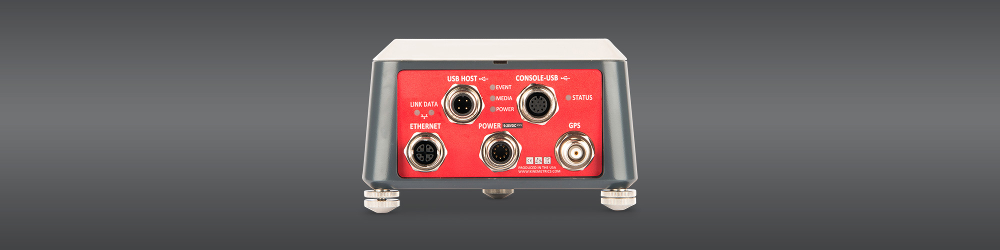 USB HOST
CONSOLE-USB
EVENT
MEDIA
POWER
STATUS
LINK DATA
ETHERNET
POWER 9-28VDC
GPS
CE
PRODUCED IN THE USA
WWW.KINEMETRICS.COM